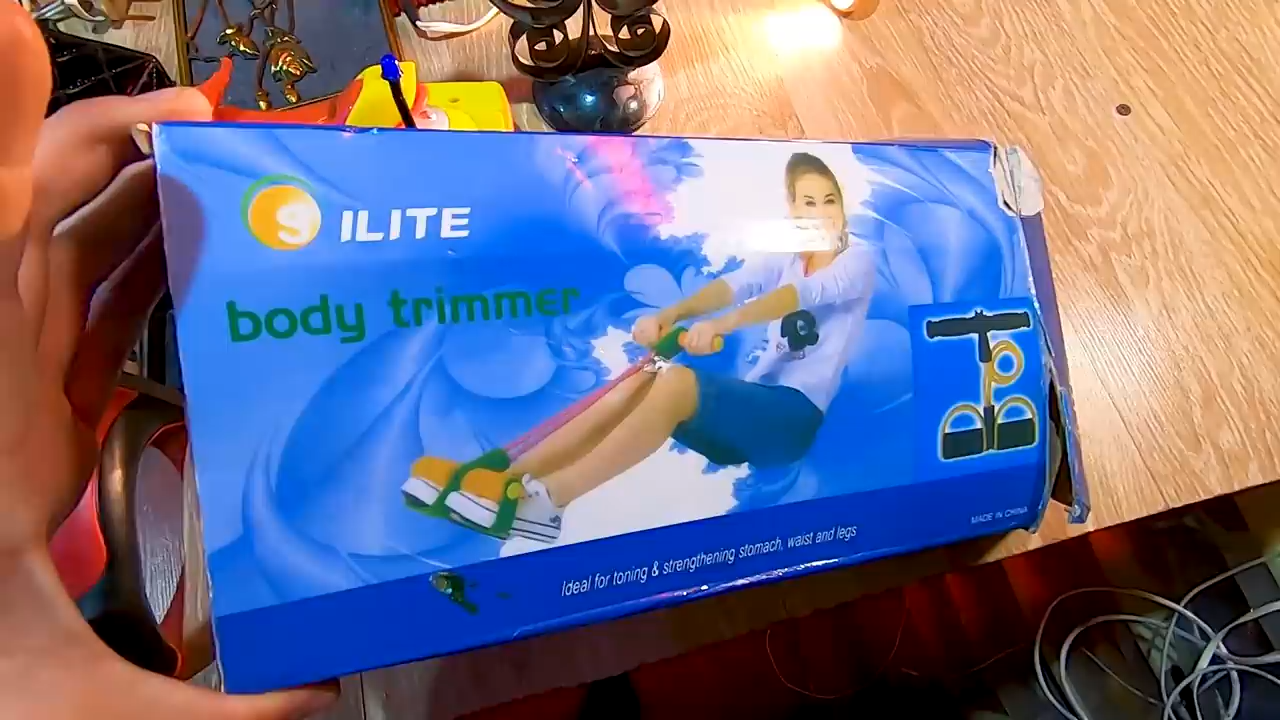 S ILITE
body trimmer
Ideal for toning & strengthening stomach, waist and legs
MADE IN CHINA